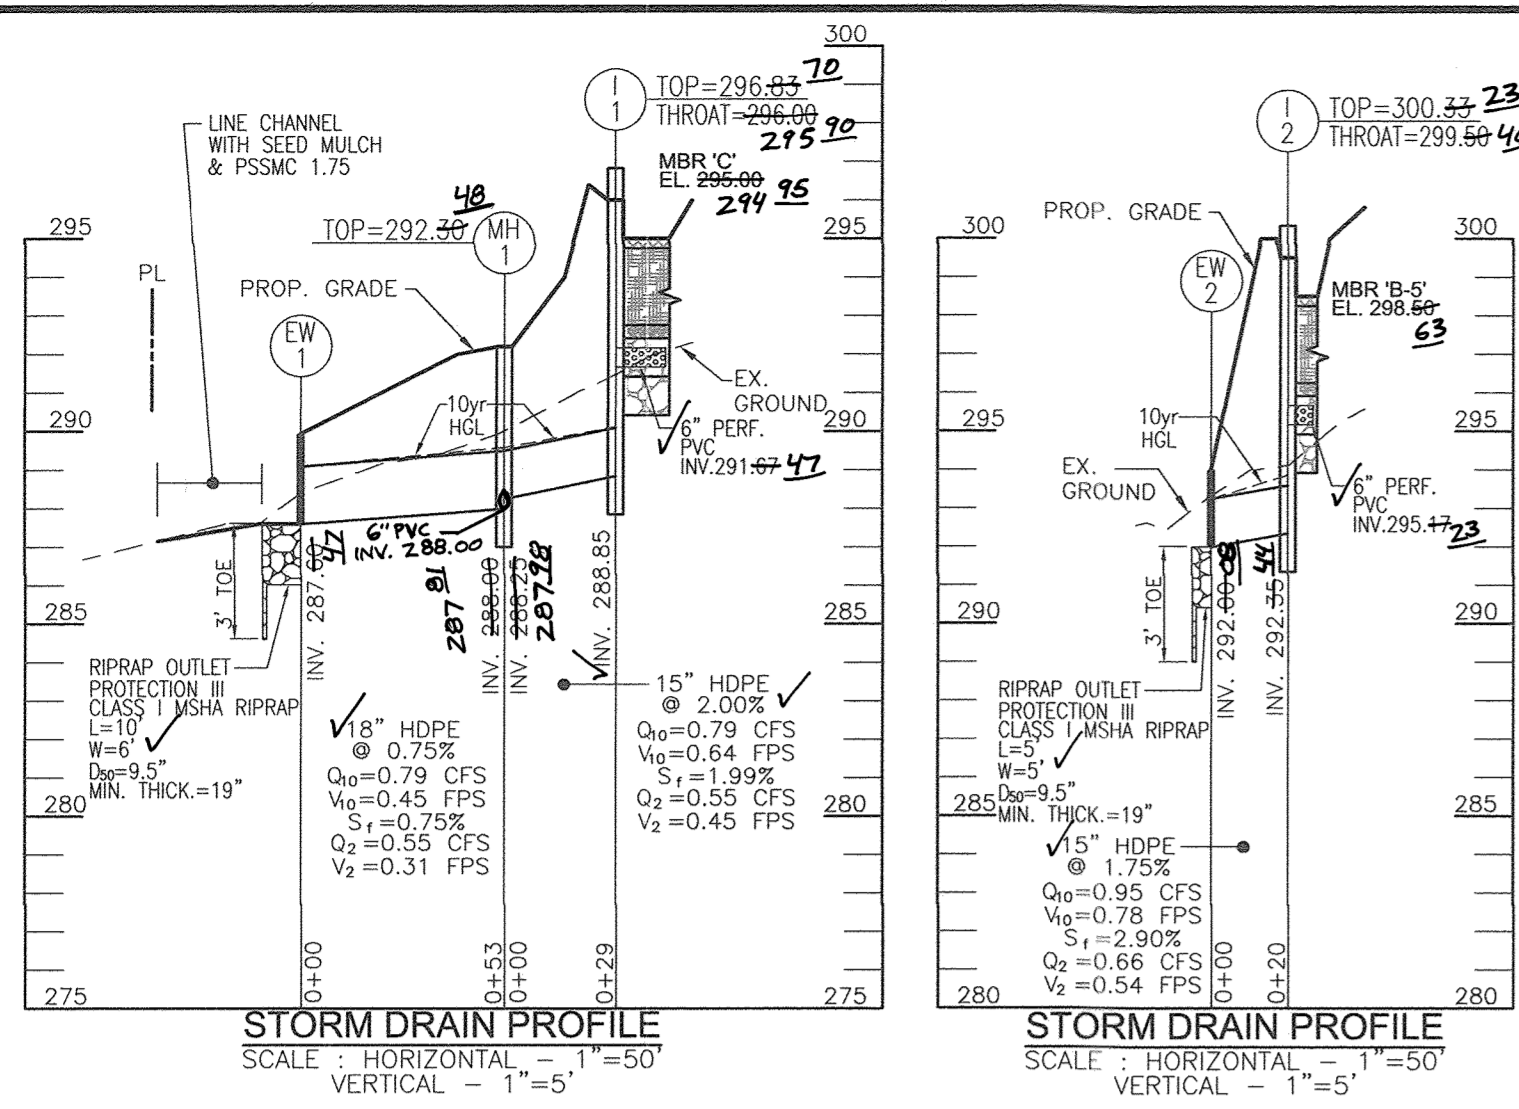 300
I
1
TOP=296.83 70
THROAT=296.00
295 90
LINE CHANNEL
WITH SEED MULCH
& PSSMC 1.75
MBR 'C'
EL. 295.00
294 95
48
TOP=292.30
MH
1
295
295
PL
PROP. GRADE
EW
1
10yr
HGL
EX.
GROUND
290
290
6" PERF.
PVC
INV.291.67 47
6" PVC
INV. 288.00
3' TOE
INV. 287.60
47
287 81
INV. 288.00
INV. 288.25
287.98
INV. 288.85
285
285
RIPRAP OUTLET
PROTECTION III
CLASS I MSHA RIPRAP
L=10'
W=6'
D50=9.5"
MIN. THICK.=19"
18" HDPE
@ 0.75%
Q10=0.79 CFS
V10=0.45 FPS
Sf=0.75%
Q2=0.55 CFS
V2=0.31 FPS
15" HDPE
@ 2.00%
Q10=0.79 CFS
V10=0.64 FPS
Sf=1.99%
Q2=0.55 CFS
V2=0.45 FPS
280
280
0+00
0+53
0+00
0+29
275
275
STORM DRAIN PROFILE
SCALE : HORIZONTAL - 1"=50'
VERTICAL - 1"=5'
I
2
TOP=300.33 23
THROAT=299.50
PROP. GRADE
300
300
EW
2
MBR 'B-5'
EL. 298.50
63
10yr
HGL
295
295
EX.
GROUND
6" PERF.
PVC
INV.295.17 23
3' TOE
INV. 292.00
08
INV. 292.35
44
290
290
RIPRAP OUTLET
PROTECTION III
CLASS I MSHA RIPRAP
L=5'
W=5'
D50=9.5"
MIN. THICK.=19"
285
285
15" HDPE
@ 1.75%
Q10=0.95 CFS
V10=0.78 FPS
Sf=2.90%
Q2=0.66 CFS
V2=0.54 FPS
0+00
0+20
280
280
STORM DRAIN PROFILE
SCALE : HORIZONTAL - 1"=50'
VERTICAL - 1"=5'